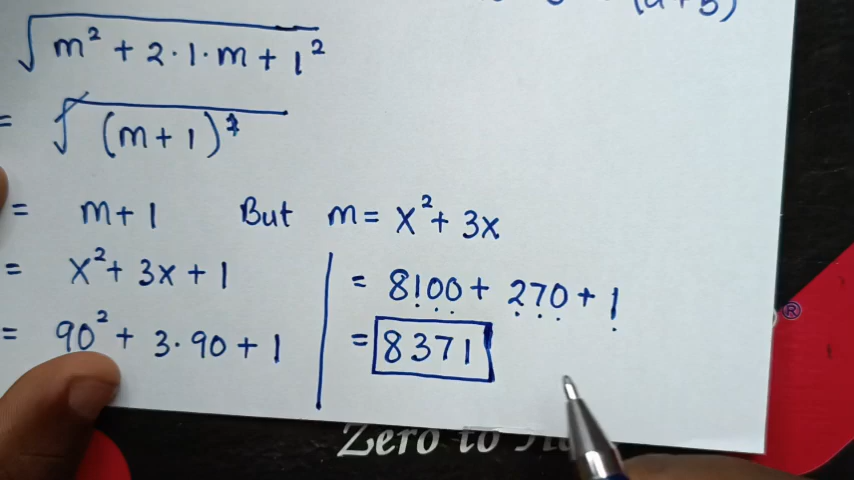 (a+b)
√(m² + 2·1·m + 1²)
= √(m+1)²
= m+1 But m = x² + 3x
= x² + 3x + 1
= 90² + 3·90 + 1
= 8100 + 270 + 1
= 8371
Zero to
®